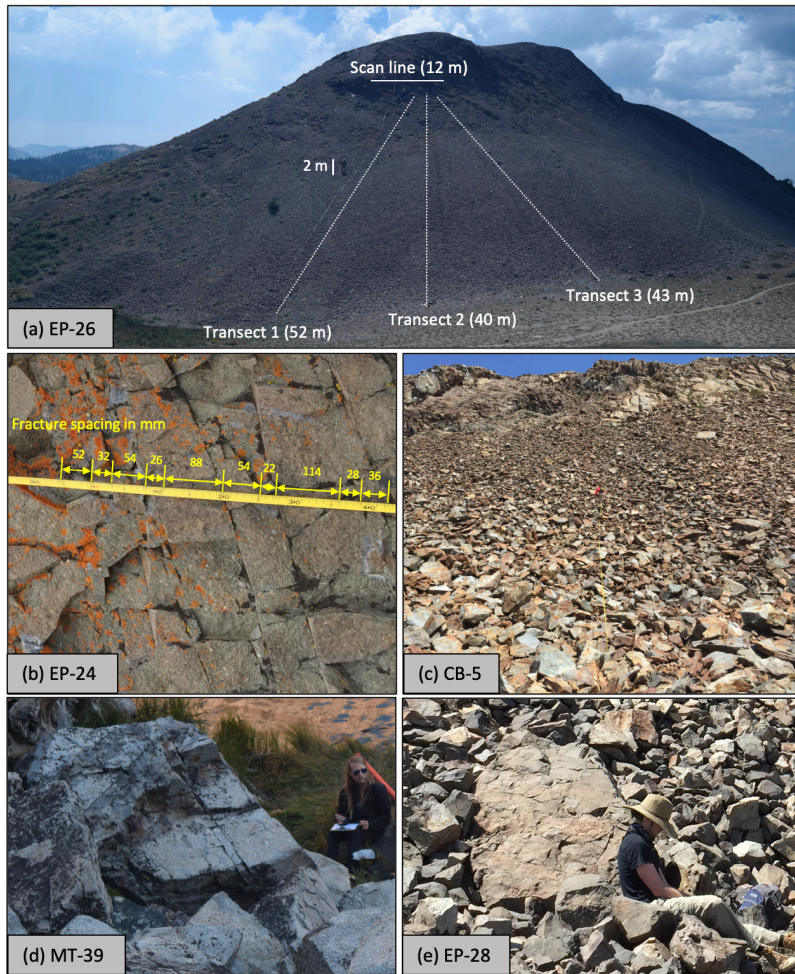 Scan line (12 m)
2 m
Transect 1 (52 m)
Transect 2 (40 m)
Transect 3 (43 m)
(a) EP-26
Fracture spacing in mm
52 32 54 26 88 54 22 114 28 36
(b) EP-24
(c) CB-5
(d) MT-39
(e) EP-28